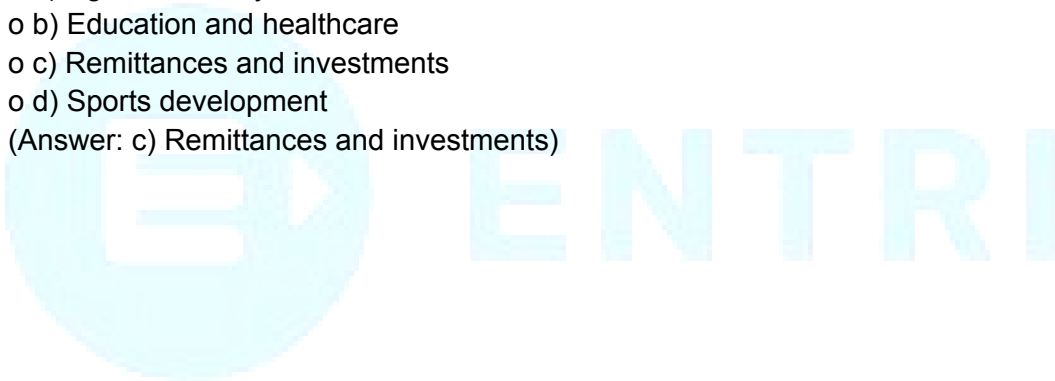 o b) Education and healthcare
o c) Remittances and investments
o d) Sports development
(Answer: c) Remittances and investments)
ENTRI